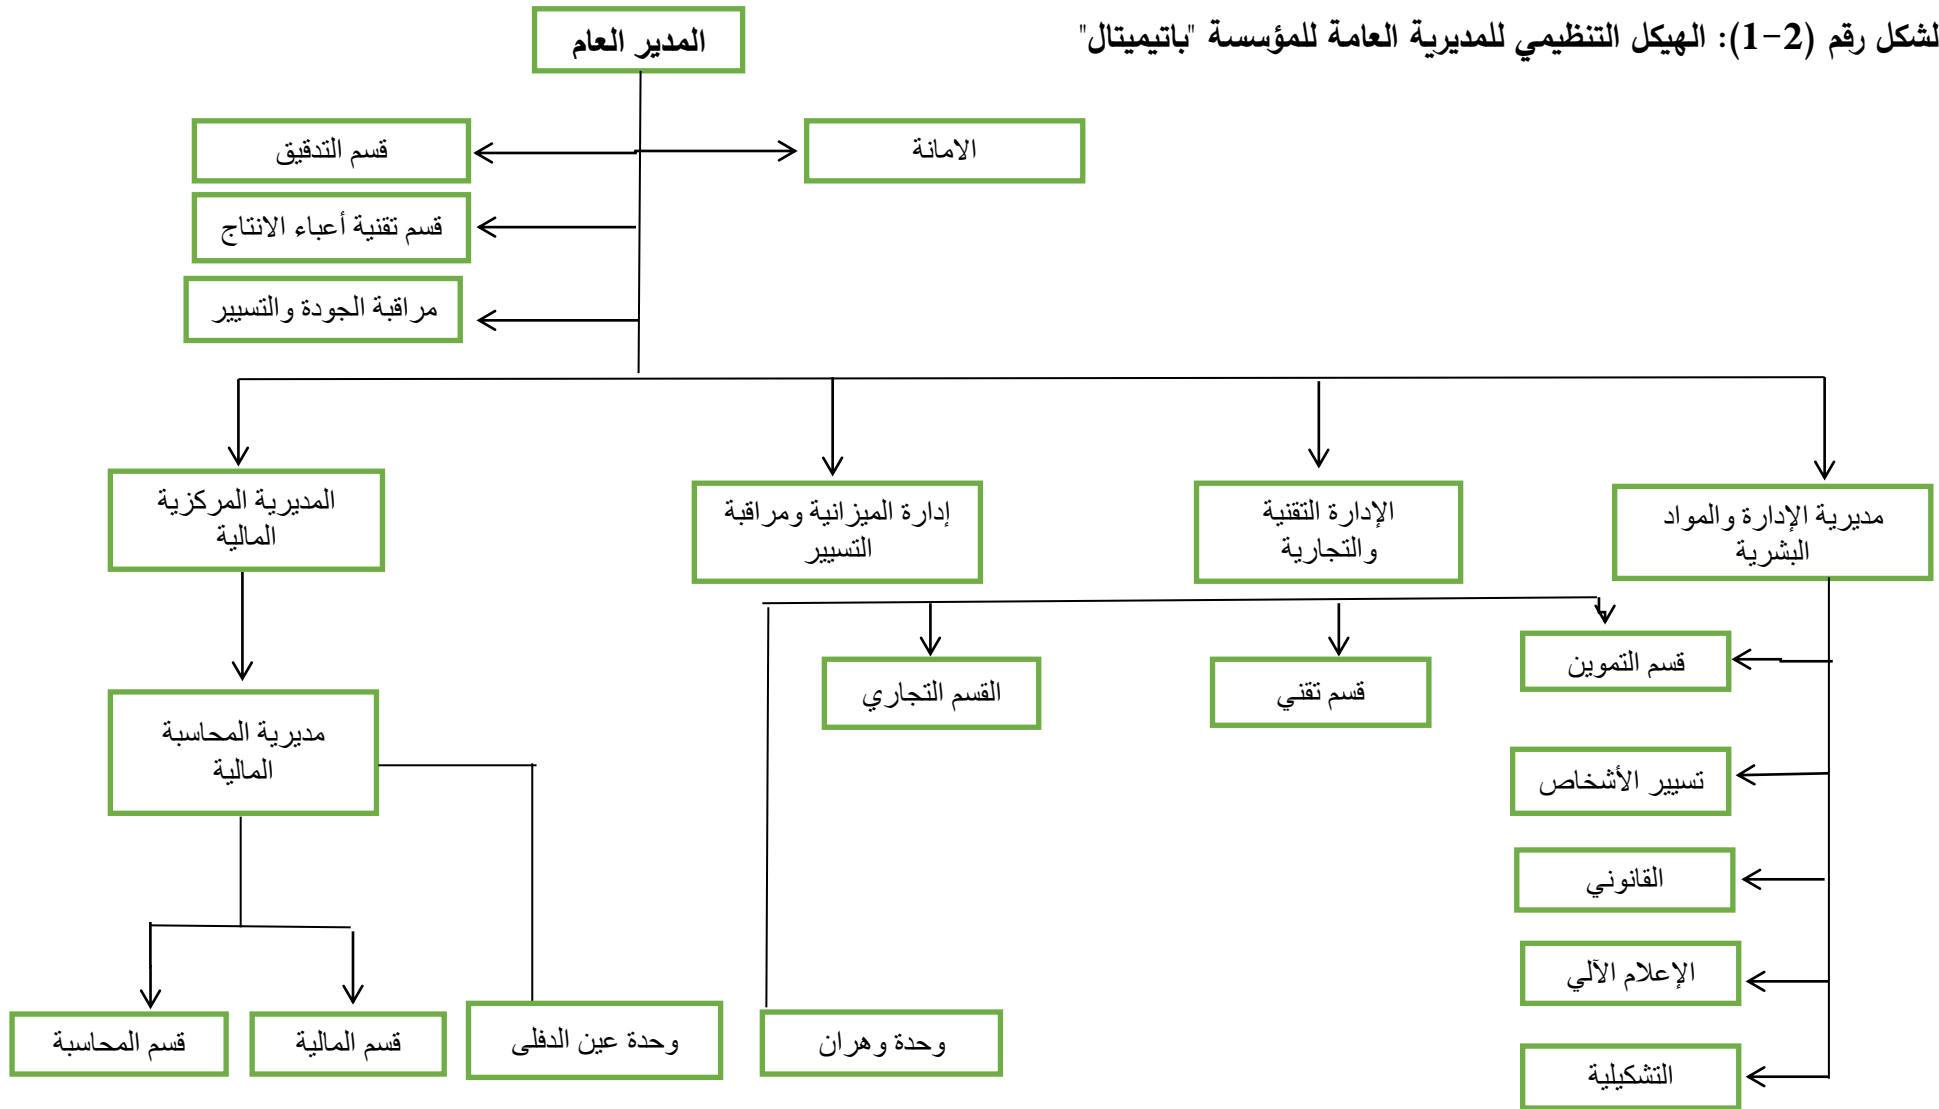 لشكل رقم (2-1): الهيكل التنظيمي للمديرية العامة للمؤسسة "باتيميتال"
المدير العام
الامانة
قسم التدقيق
قسم تقنية أعباء الانتاج
مراقبة الجودة والتسيير
مديرية الإدارة والمواد
البشرية
الإدارة التقنية
والتجارية
إدارة الميزانية ومراقبة
التسيير
المديرية المركزية
المالية
قسم التموين
قسم تقني
القسم التجاري
مديرية المحاسبة
المالية
تسيير الأشخاص
القانوني
الإعلام الآلي
التشكيلية
وحدة وهران
وحدة عين الدفلى
قسم المالية
قسم المحاسبة